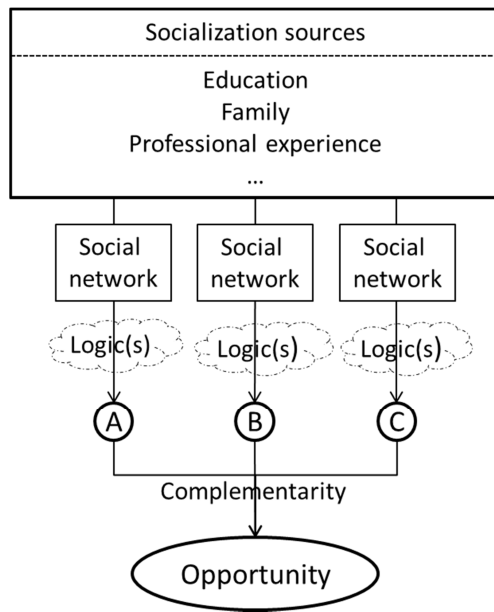 Socialization sources
Education
Family
Professional experience
...
Social Social Social
network network network
Logic(s) Logic(s) Logic(s)
A B C
Complementarity
Opportunity